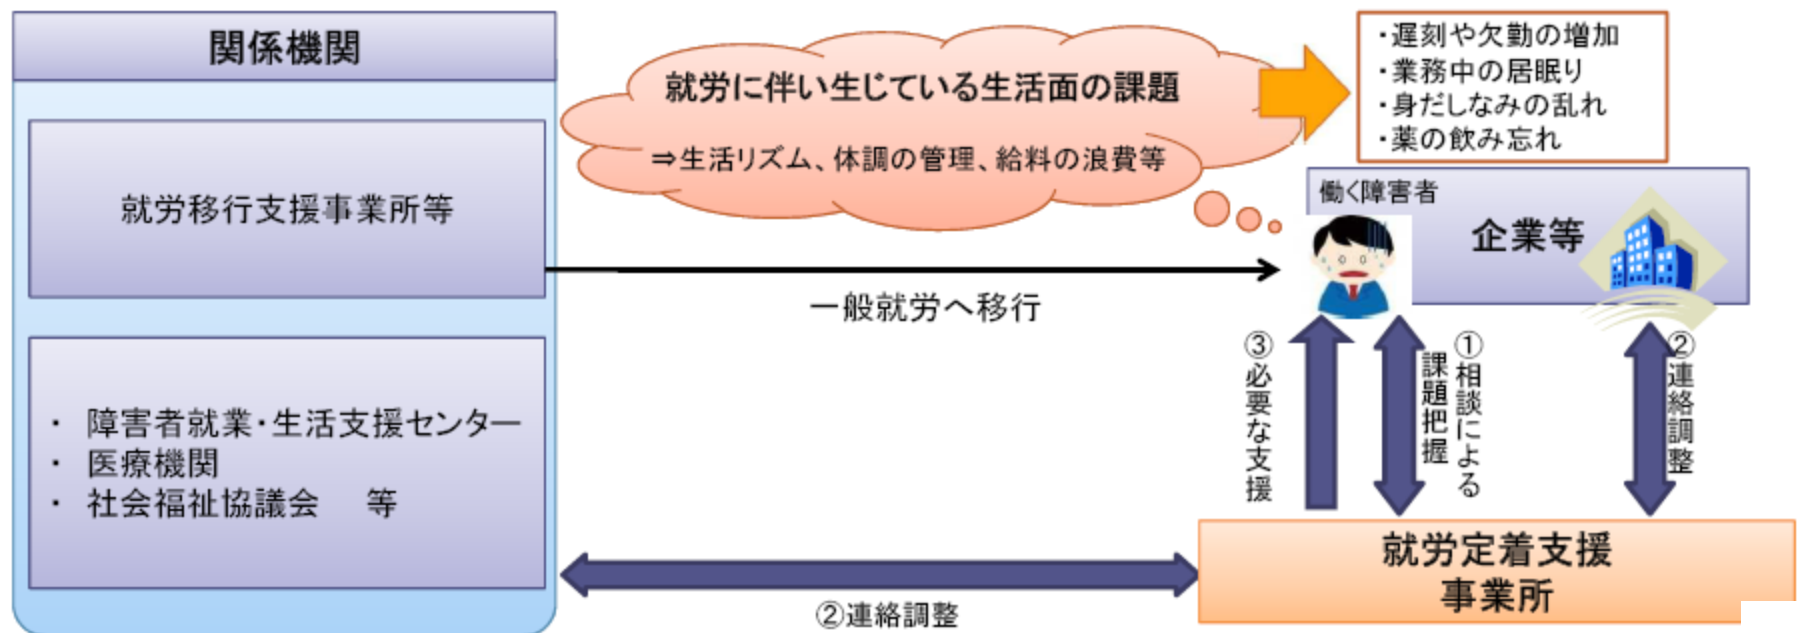 関係機関
就労移行支援事業所等
・ 障害者就業・生活支援センター
・ 医療機関
・ 社会福祉協議会 等
就労に伴い生じている生活面の課題
⇒生活リズム、体調の管理、給料の浪費等
・遅刻や欠勤の増加
・業務中の居眠り
・身だしなみの乱れ
・薬の飲み忘れ
働く障害者
企業等
一般就労へ移行
③必要な支援
①相談による
課題把握
②連絡調整
②連絡調整
就労定着支援
事業所